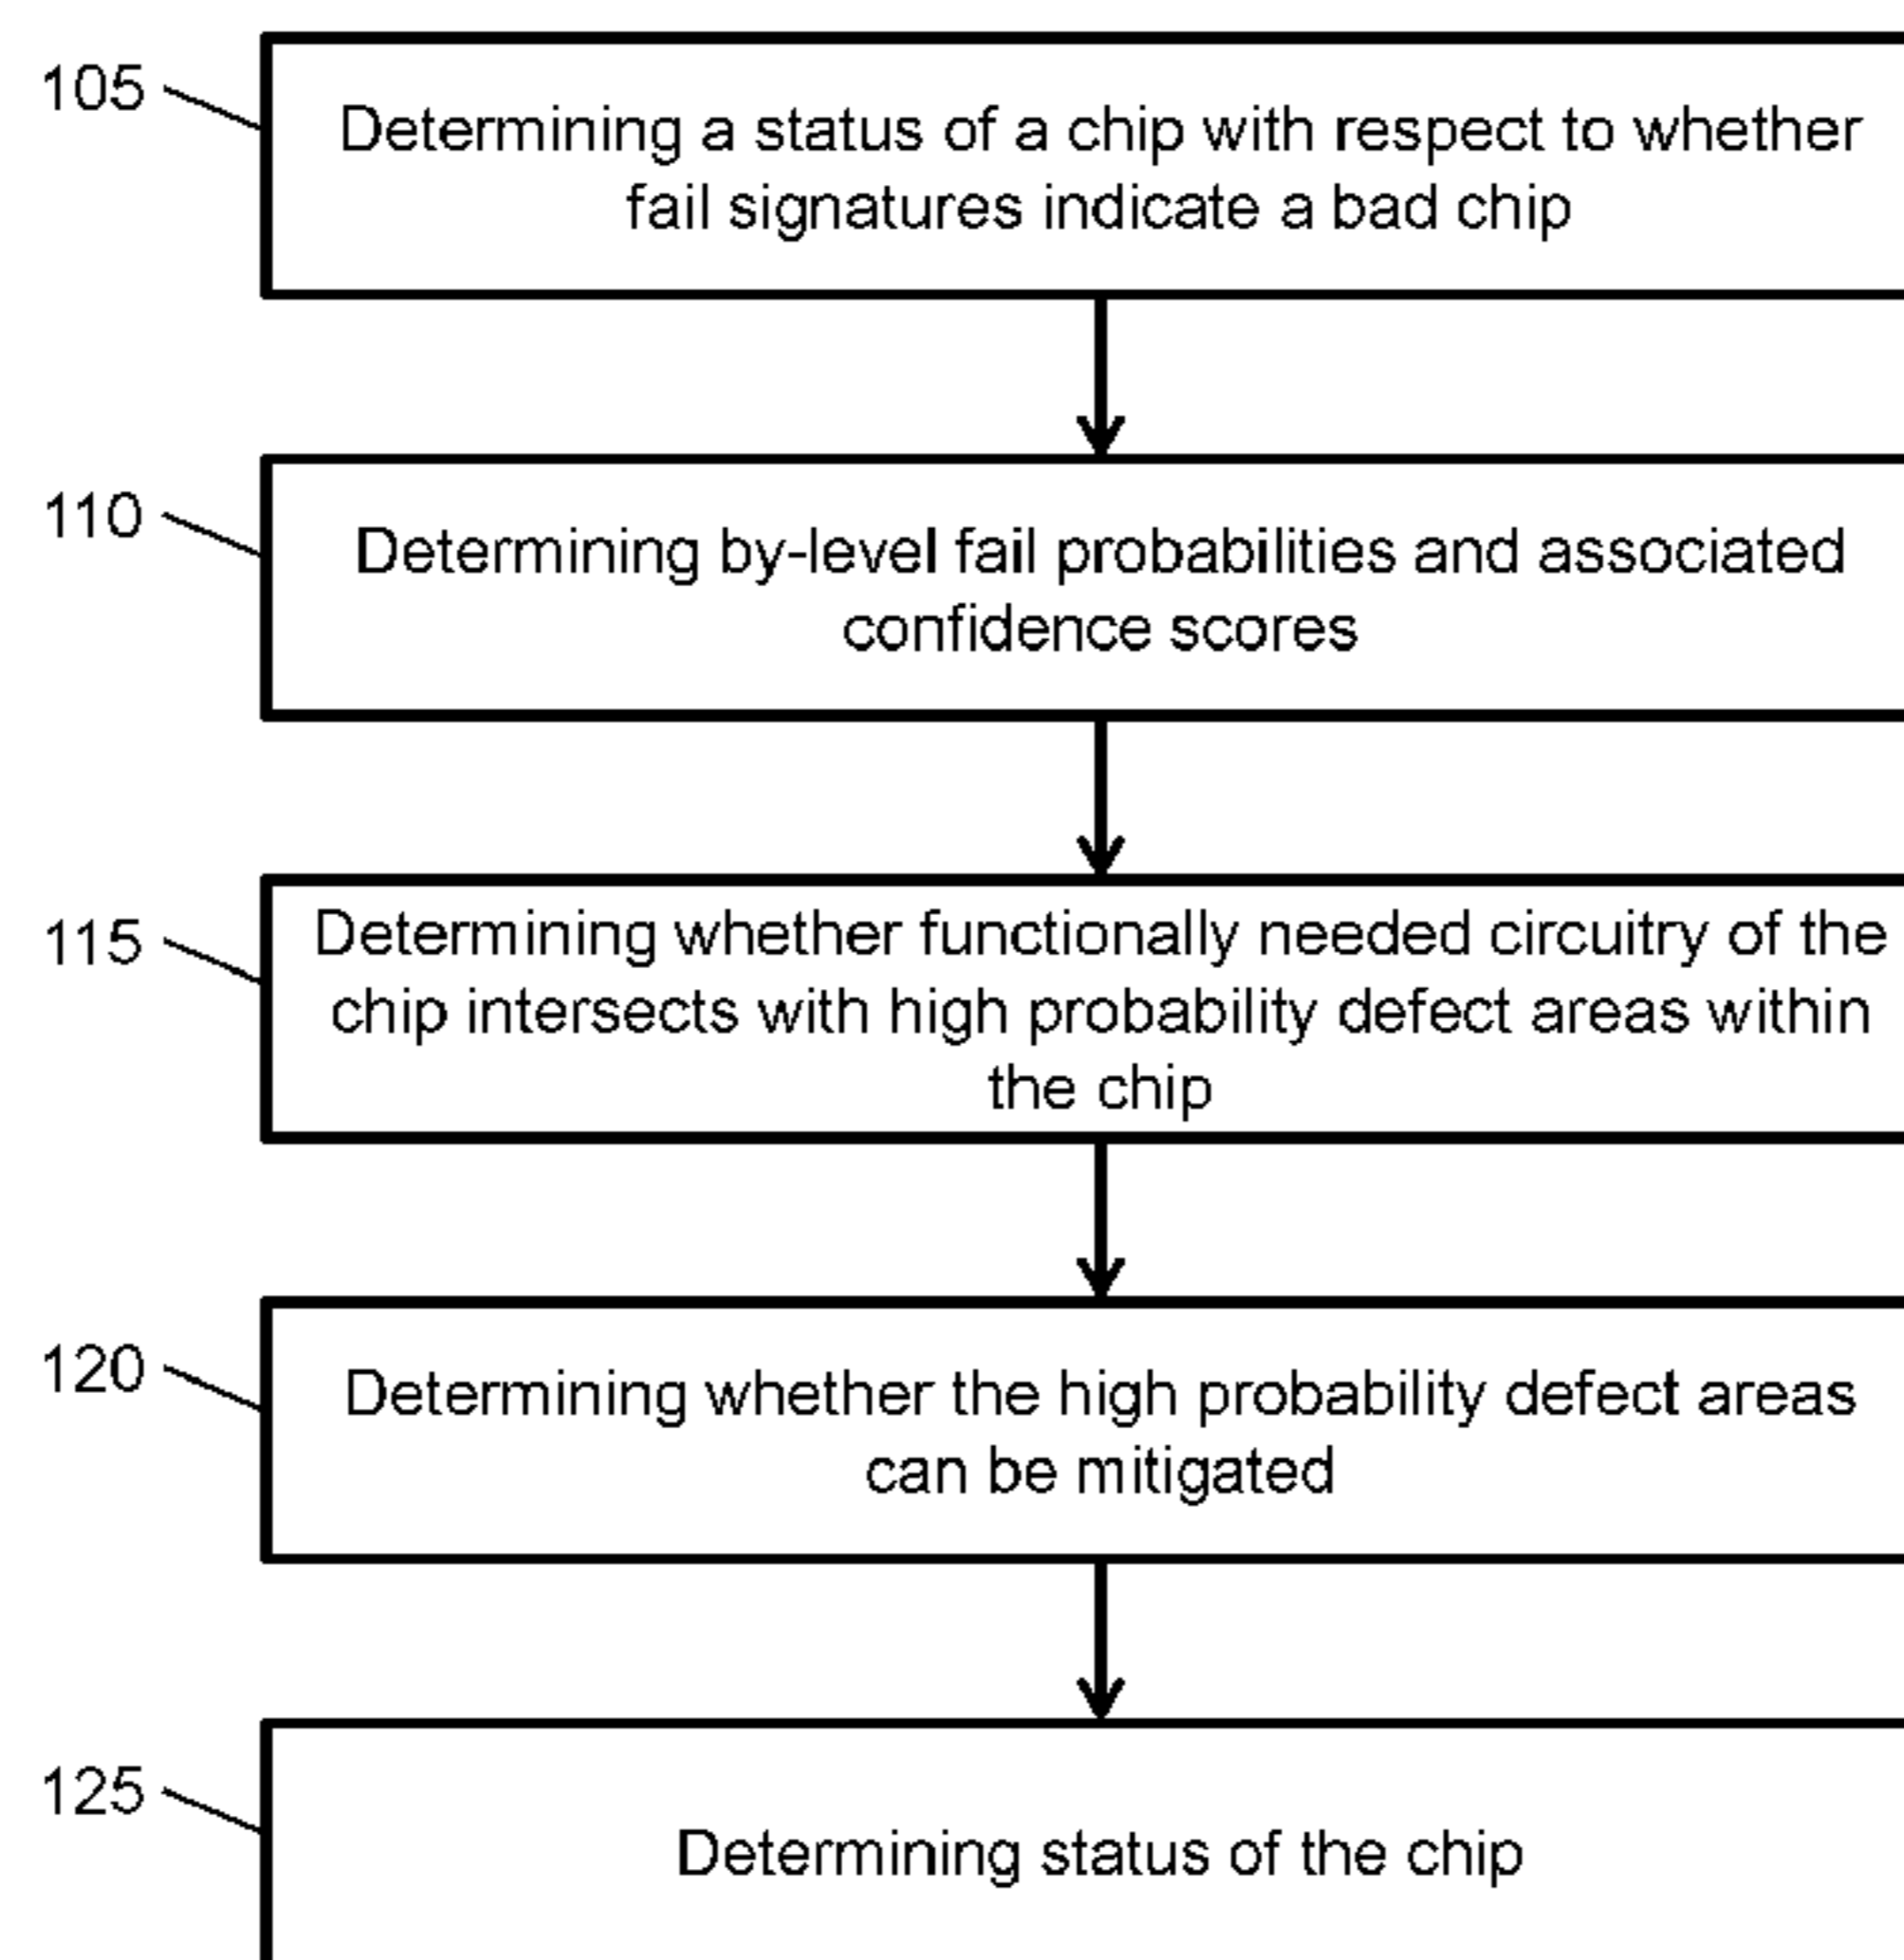 105
Determining a status of a chip with respect to whether
fail signatures indicate a bad chip
110
Determining by-level fail probabilities and associated
confidence scores
115
Determining whether functionally needed circuitry of the
chip intersects with high probability defect areas within
the chip
120
Determining whether the high probability defect areas
can be mitigated
125
Determining status of the chip